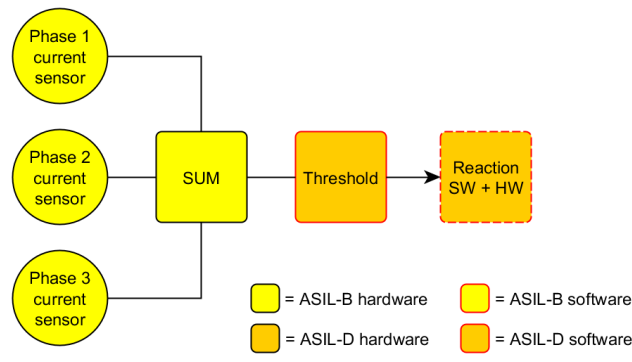 Phase 1
current
sensor
Phase 2
current
sensor
SUM
Threshold
Reaction
SW + HW
Phase 3
current
sensor
= ASIL-B hardware
= ASIL-B software
= ASIL-D hardware
= ASIL-D software